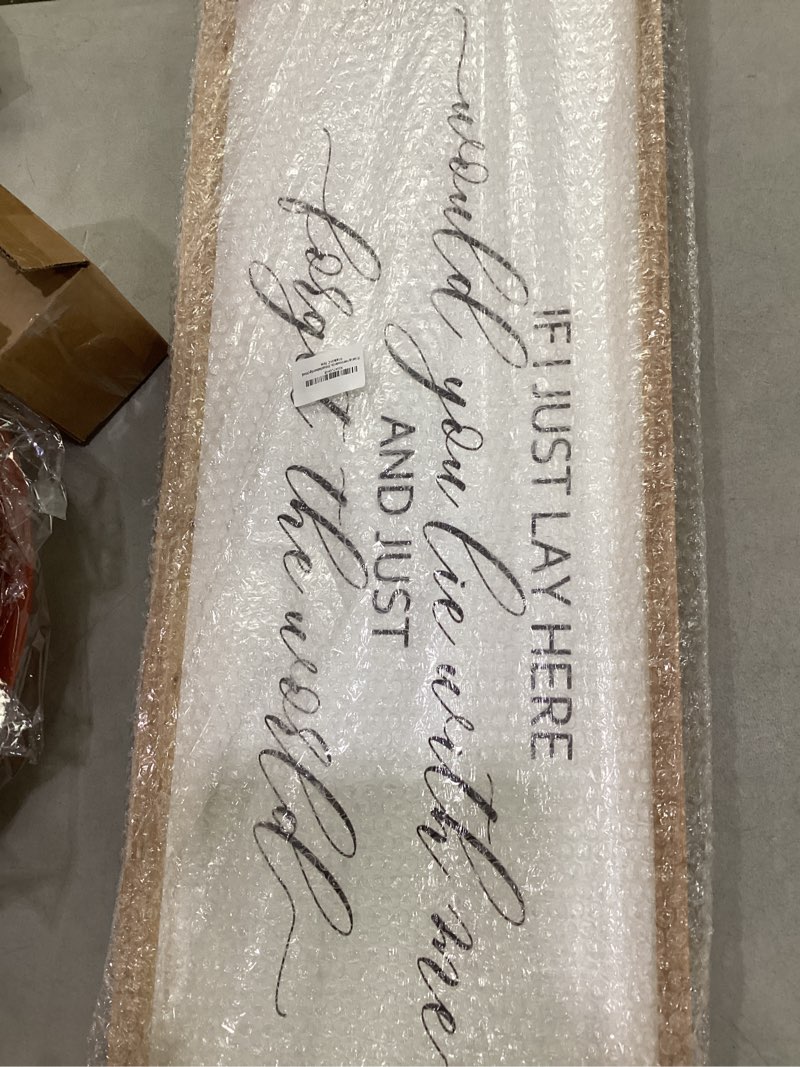 IF I JUST LAY HERE
would you lie with me
AND JUST
forget the world